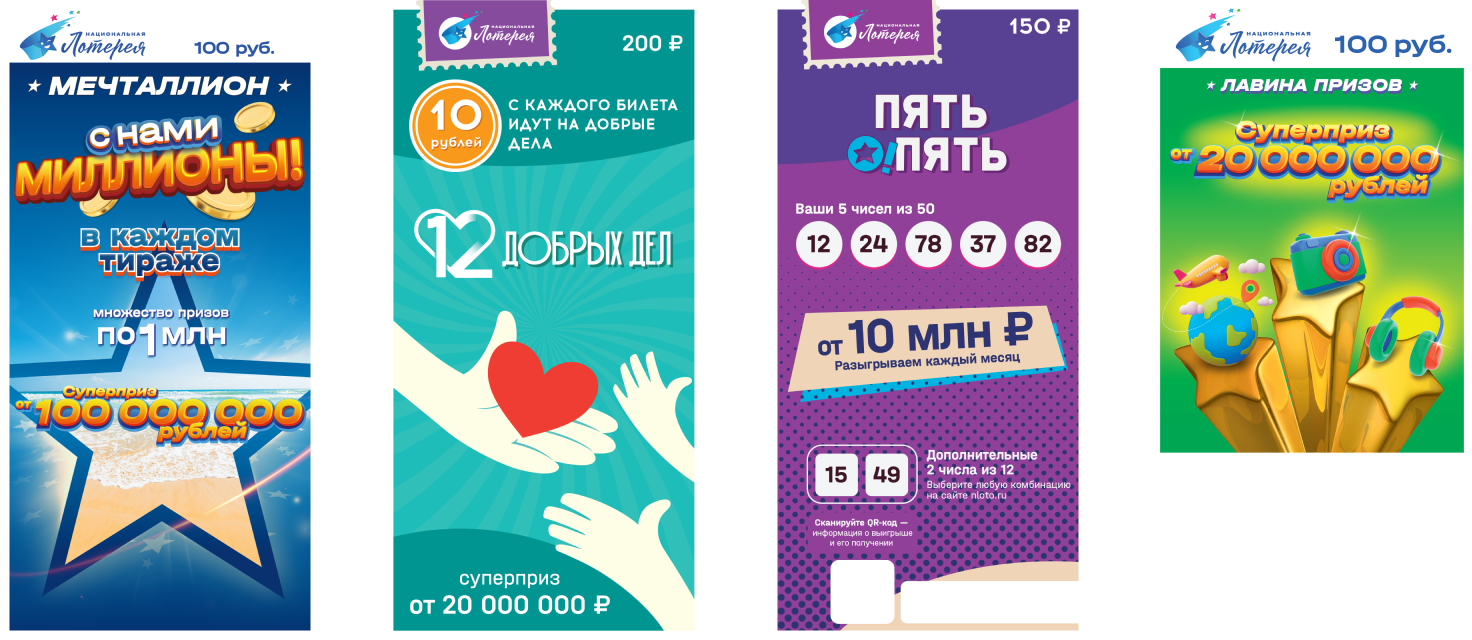 НАЦИОНАЛЬНАЯ
Лотерея
100 руб.
МЕЧТАЛЛИОН
с нами
МИЛЛИОНЫ!
в каждом
тираже
множество призов
по 1 млн
Суперприз
от 100 000 000
рублей
НАЦИОНАЛЬНАЯ
Лотерея
200 ₽
10
рублей
С КАЖДОГО БИЛЕТА
ИДУТ НА ДОБРЫЕ
ДЕЛА
12 ДОБРЫХ ДЕЛ
суперприз
от 20 000 000 ₽
НАЦИОНАЛЬНАЯ
Лотерея
150 ₽
ПЯТЬ
О!ПЯТЬ
Ваши 5 чисел из 50
12 24 78 37 82
от 10 млн ₽
Разыгрываем каждый месяц
15 49
Дополнительные
2 числа из 12
Выберите любую комбинацию
на сайте nloto.ru
Сканируйте QR-код —
информация о выигрыше
и его получении
НАЦИОНАЛЬНАЯ
Лотерея
100 руб.
ЛАВИНА ПРИЗОВ
Суперприз
от 20 000 000
рублей